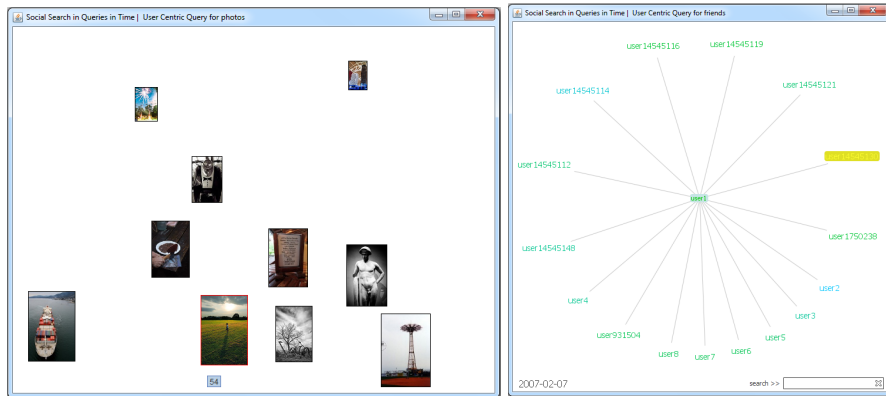 Social Search in Queries in Time | User Centric Query for photos
54
Social Search in Queries in Time | User Centric Query for friends
user14545116
user14545119
user14545114
user14545121
user14545112
user1
user14545148
user1750238
user2
user4
user3
user931504
user5
user8
user7
user6
2007-02-07
search >>